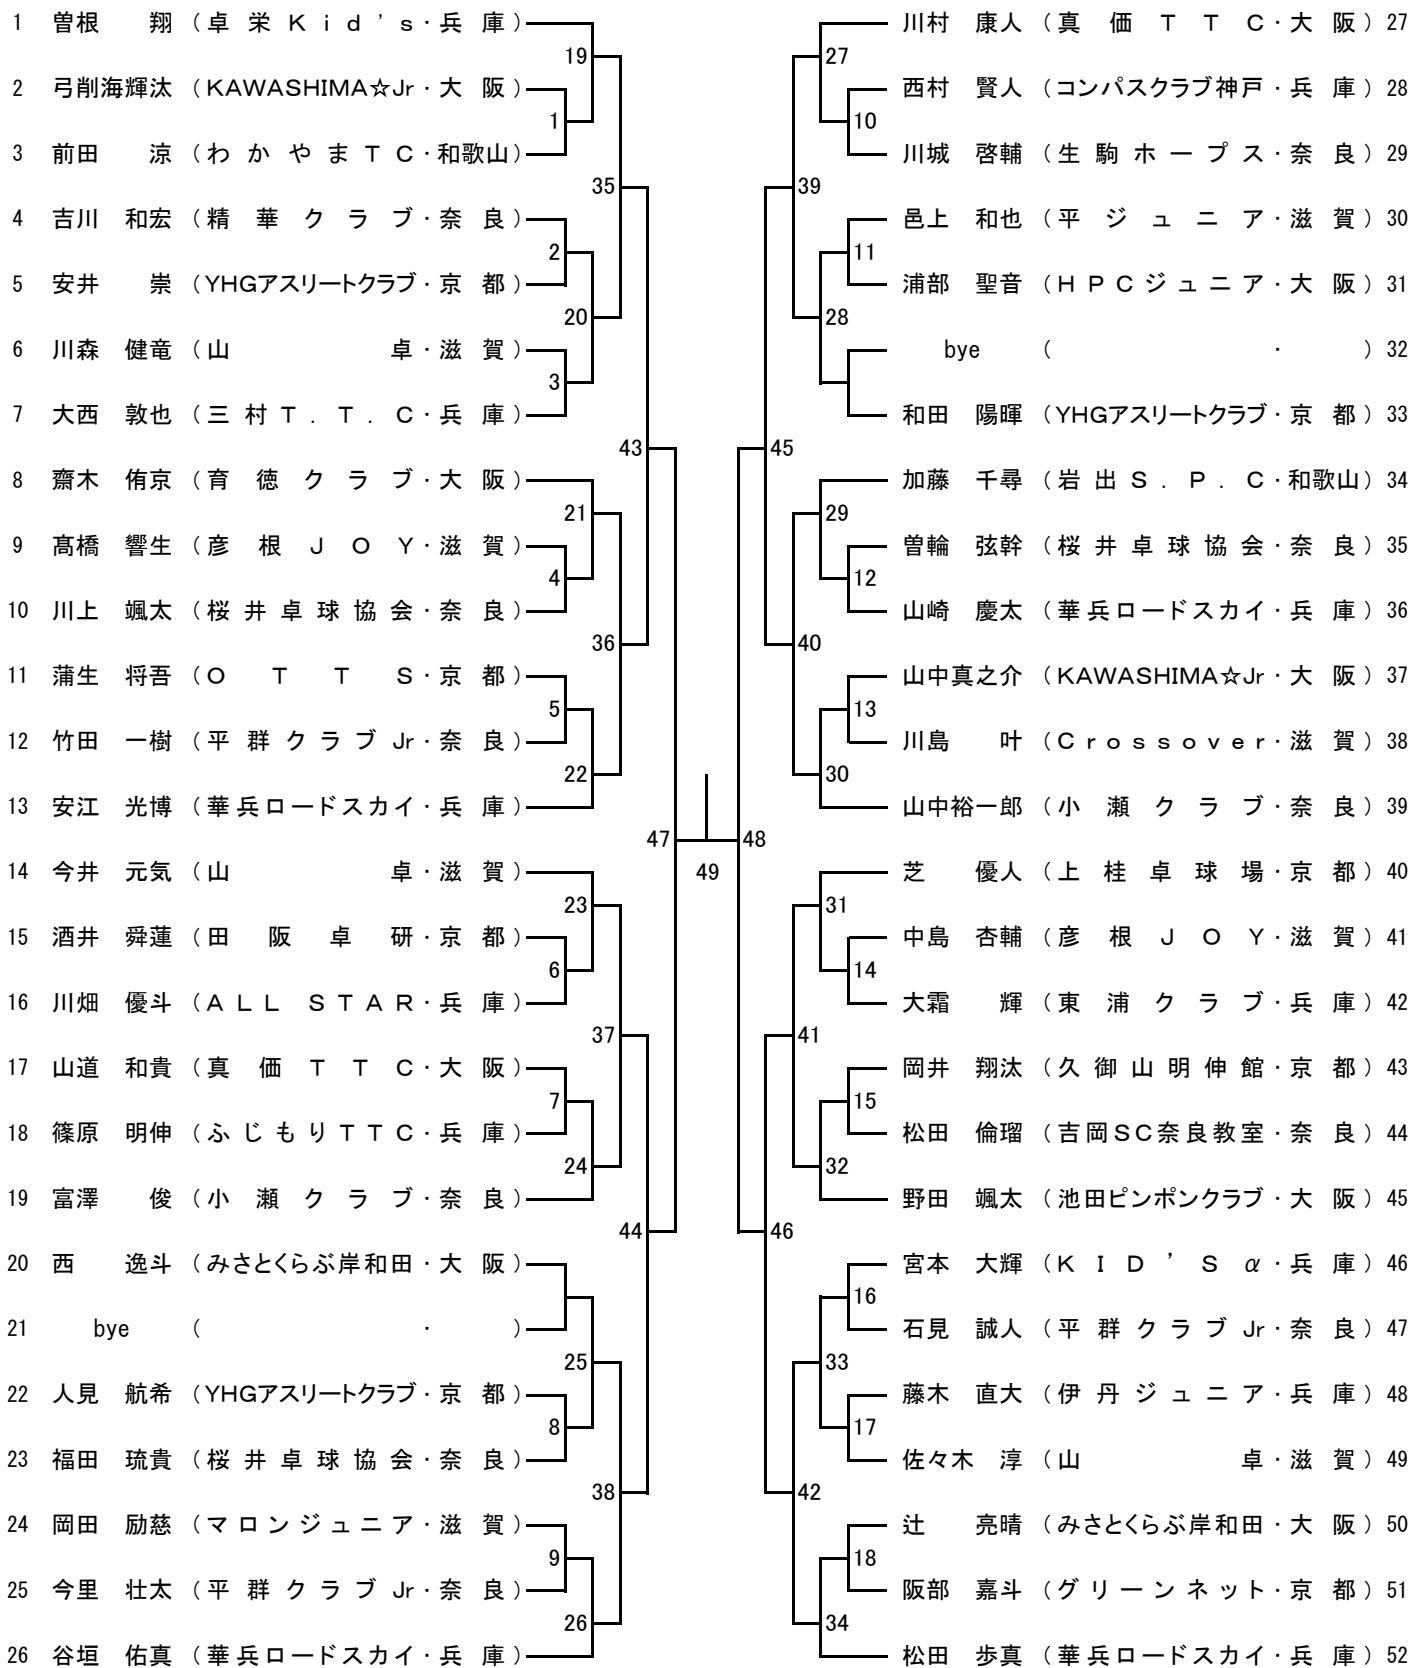 1 曽根 翔 （卓栄Kid's・兵庫）
19
2 弓削海輝汰 （KAWASHIMA☆Jr・大阪）
1
3 前田 涼 （わかやまTC・和歌山）
35
4 吉川 和宏 （精華クラブ・奈良）
2
5 安井 崇 （YHGアスリートクラブ・京都）
20
6 川森 健竜 （山卓・滋賀）
3
7 大西 敦也 （三村T.T.C・兵庫）
43
8 齋木 侑京 （育徳クラブ・大阪）
21
9 髙橋 響生 （彦根JOY・滋賀）
4
10 川上 颯太 （桜井卓球協会・奈良）
36
11 蒲生 将吾 （OTTS・京都）
5
12 竹田 一樹 （平群クラブJr・奈良）
22
13 安江 光博 （華兵ロードスカイ・兵庫）
47
14 今井 元気 （山卓・滋賀）
23
15 酒井 舜蓮 （田阪卓研・京都）
6
16 川畑 優斗 （ALL STAR・兵庫）
37
17 山道 和貴 （真価TTC・大阪）
7
18 篠原 明伸 （ふじもりTTC・兵庫）
24
19 富澤 俊 （小瀬クラブ・奈良）
44
20 西 逸斗 （みさとくらぶ岸和田・大阪）
21 bye （ ・ ）
25
22 人見 航希 （YHGアスリートクラブ・京都）
8
23 福田 琉貴 （桜井卓球協会・奈良）
38
24 岡田 励慈 （マロンジュニア・滋賀）
9
25 今里 壮太 （平群クラブJr・奈良）
26
26 谷垣 佑真 （華兵ロードスカイ・兵庫）
49
川村 康人 （真価TTC・大阪） 27
27
西村 賢人 （コンパスクラブ神戸・兵庫） 28
10
川城 啓輔 （生駒ホープス・奈良） 29
39
邑上 和也 （平ジュニア・滋賀） 30
11
浦部 聖音 （HPCジュニア・大阪） 31
28
bye （ ・ ） 32
和田 陽暉 （YHGアスリートクラブ・京都） 33
45
加藤 千尋 （岩出S.P.C・和歌山） 34
29
曽輪 弦幹 （桜井卓球協会・奈良） 35
12
山崎 慶太 （華兵ロードスカイ・兵庫） 36
40
山中真之介 （KAWASHIMA☆Jr・大阪） 37
13
川島 叶 （Crossover・滋賀） 38
30
山中裕一郎 （小瀬クラブ・奈良） 39
48
芝 優人 （上桂卓球場・京都） 40
31
中島 杏輔 （彦根JOY・滋賀） 41
14
大霜 輝 （東浦クラブ・兵庫） 42
41
岡井 翔汰 （久御山明伸館・京都） 43
15
松田 倫瑠 （吉岡SC奈良教室・奈良） 44
32
野田 颯太 （池田ピンポンクラブ・大阪） 45
46
宮本 大輝 （KID'Sα・兵庫） 46
16
石見 誠人 （平群クラブJr・奈良） 47
33
藤木 直大 （伊丹ジュニア・兵庫） 48
17
佐々木 淳 （山卓・滋賀） 49
42
辻 亮晴 （みさとくらぶ岸和田・大阪） 50
18
阪部 嘉斗 （グリーンネット・京都） 51
34
松田 歩真 （華兵ロードスカイ・兵庫） 52